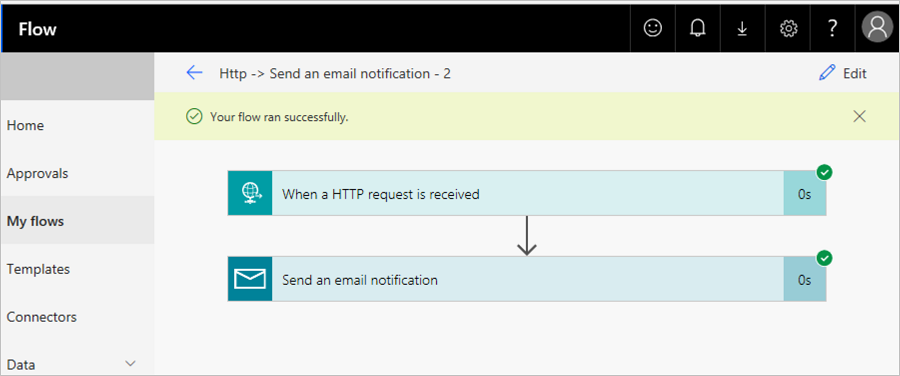 Flow
?
Http -> Send an email notification - 2
Edit
Your flow ran successfully.
Home
Approvals
My flows
Templates
Connectors
Data
When a HTTP request is received
0s
Send an email notification
0s